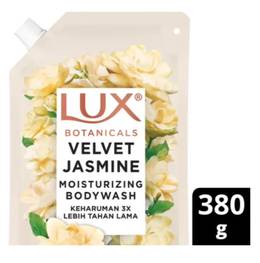 LUX
BOTANICALS
VELVET
JASMINE
MOISTURIZING
BODYWASH
KEHARUMAN 3X
LEBIH TAHAN LAMA
380
g